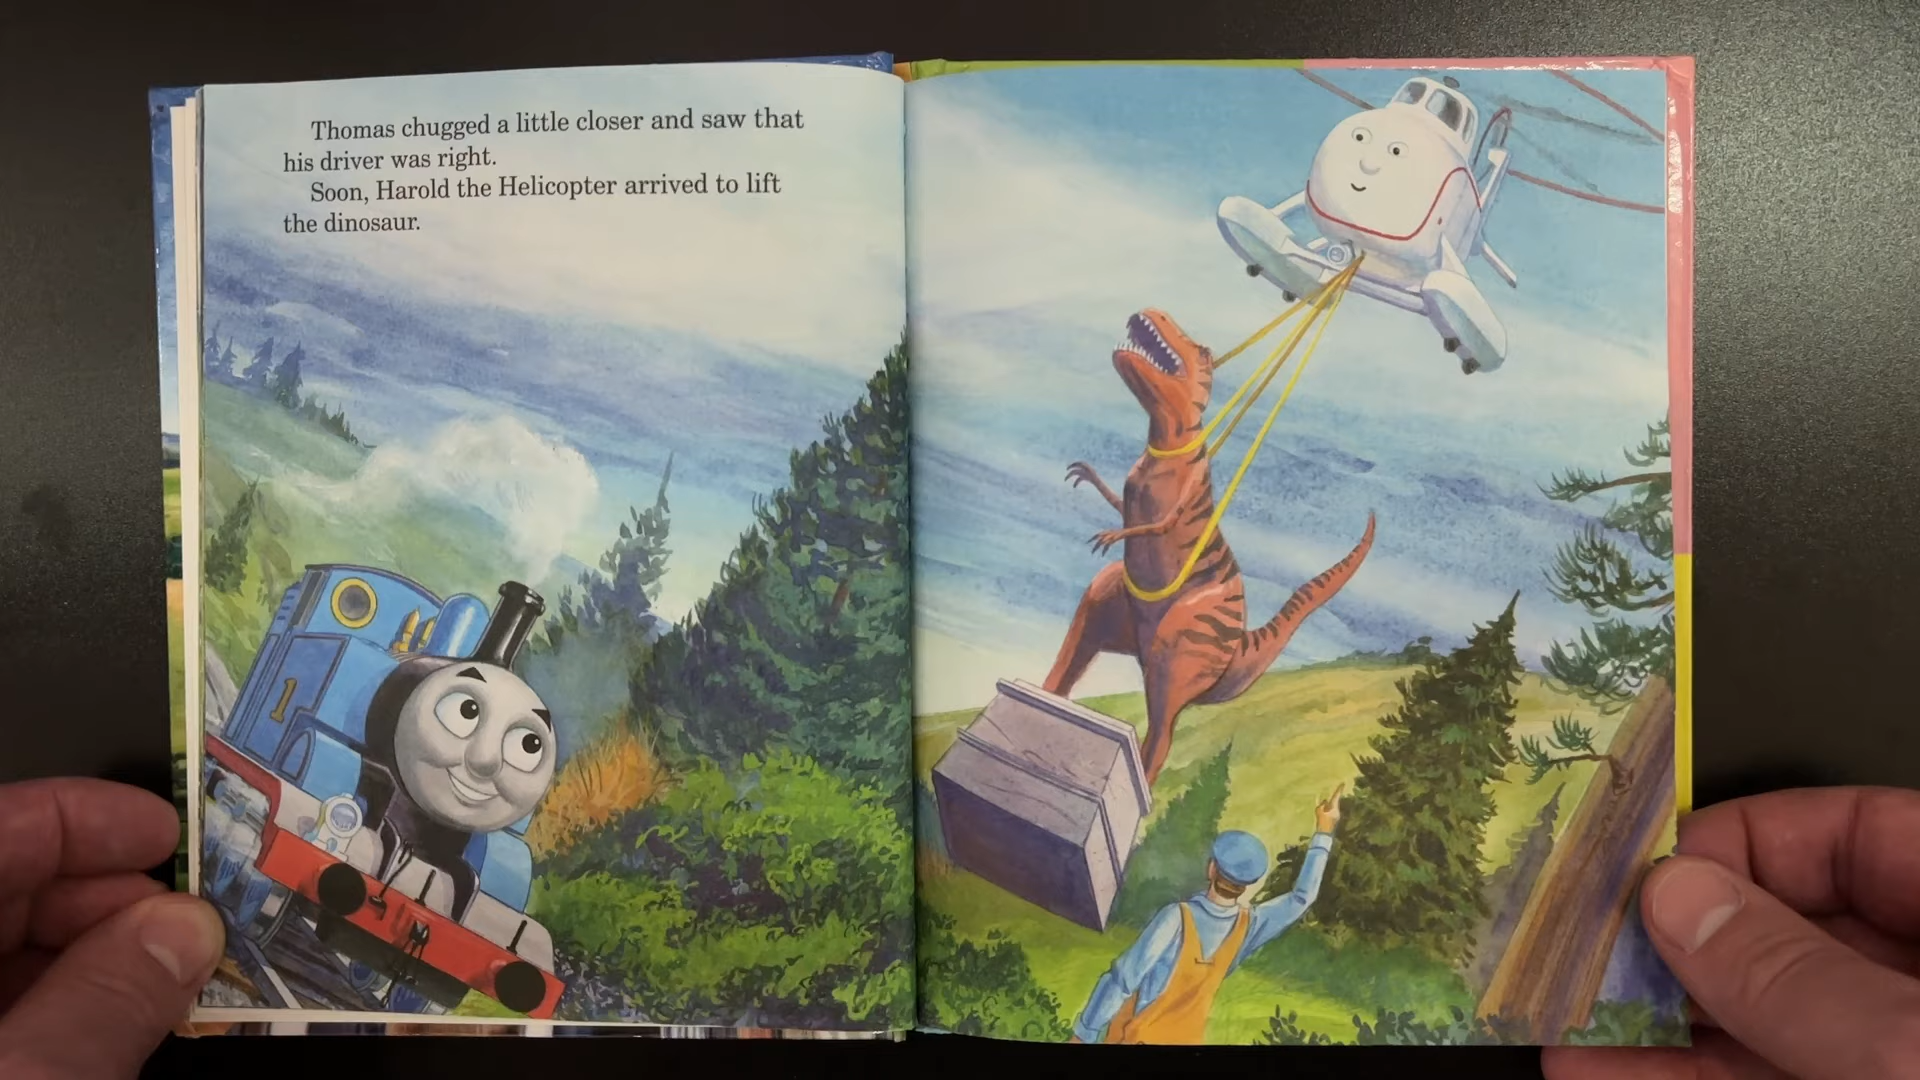 Thomas chugged a little closer and saw that
his driver was right.
Soon, Harold the Helicopter arrived to lift
the dinosaur.
1